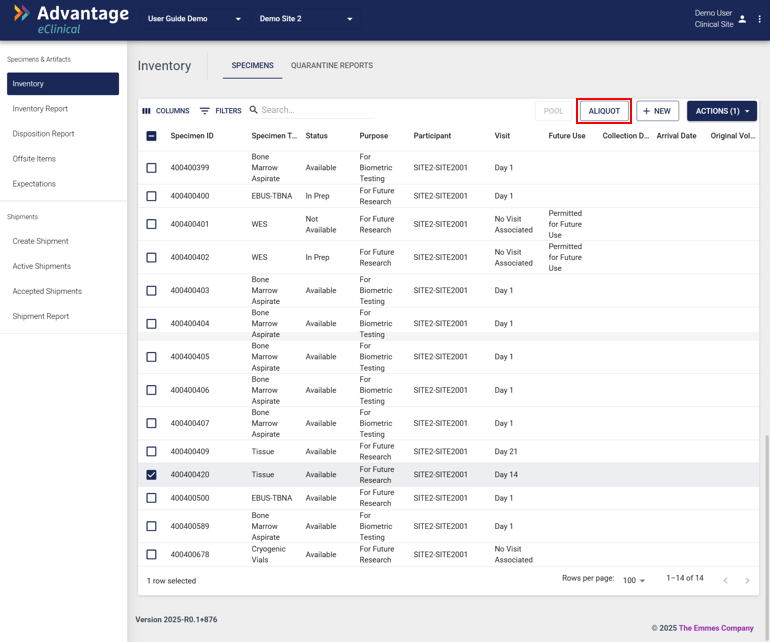 Advantage
eClinical
User Guide Demo
Demo Site 2
Demo User
Clinical Site
Specimens & Artifacts
Inventory
Inventory Report
Disposition Report
Offsite Items
Expectations
Shipments
Create Shipment
Active Shipments
Accepted Shipments
Shipment Report
Inventory
SPECIMENS
QUARANTINE REPORTS
COLUMNS
FILTERS
Search...
POOL
ALIQUOT
+ NEW
ACTIONS (1)
Specimen ID Specimen T... Status Purpose Participant Visit Future Use Collection D... Arrival Date Original Vol...
400400399 Bone Marrow Aspirate Available For Biometric Testing SITE2-SITE2001 Day 1
400400400 EBUS-TBNA In Prep For Future Research SITE2-SITE2001 Day 1
400400401 WES Not Available For Future Research SITE2-SITE2001 No Visit Associated Permitted for Future Use
400400402 WES In Prep For Future Research SITE2-SITE2001 No Visit Associated Permitted for Future Use
400400403 Bone Marrow Aspirate Available For Biometric Testing SITE2-SITE2001 Day 1
400400404 Bone Marrow Aspirate Available For Biometric Testing SITE2-SITE2001 Day 1
400400405 Bone Marrow Aspirate Available For Biometric Testing SITE2-SITE2001 Day 1
400400406 Bone Marrow Aspirate Available For Biometric Testing SITE2-SITE2001 Day 1
400400407 Bone Marrow Aspirate Available For Biometric Testing SITE2-SITE2001 Day 1
400400409 Tissue Available For Future Research SITE2-SITE2001 Day 21
400400420 Tissue Available For Future Research SITE2-SITE2001 Day 14
400400500 EBUS-TBNA Available For Future Research SITE2-SITE2001 Day 1
400400589 Bone Marrow Aspirate Available For Biometric Testing SITE2-SITE2001 Day 1
400400678 Cryogenic Vials Available For Future Research SITE2-SITE2001 No Visit Associated
1 row selected
Rows per page: 100
1–14 of 14
Version 2025-R0.1+876
© 2025 The Emmes Company